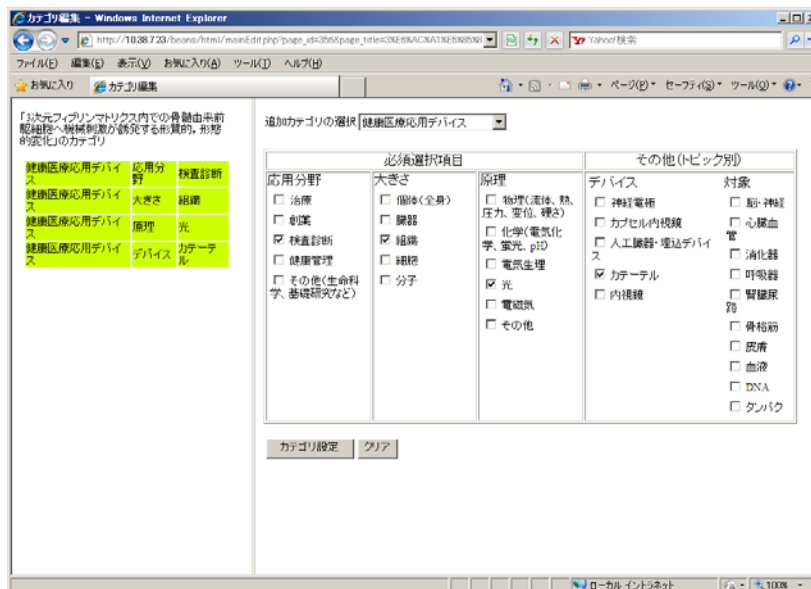 カテゴリ編集 - Windows Internet Explorer
Yahoo!検索
ファイル(F) 編集(E) 表示(V) お気に入り(A) ツール(T) ヘルプ(H)
お気に入り
カテゴリ編集
ページ(P) セーフティ(S) ツール(O)
「3次元フィブリンマトリクス内での骨髄由来前
駆細胞へ機械刺激が誘発する形質的, 形態
的変化」のカテゴリ
健康医療応用デバイ
ス
応用分
野
検査診断
健康医療応用デバイ
ス
大きさ
組織
健康医療応用デバイ
ス
原理
光
健康医療応用デバイ
ス
デバイス
カテーテ
ル
追加カテゴリの選択 健康医療応用デバイス
必須選択項目
その他(トピック別)
応用分野
治療
創薬
検査診断
健康管理
その他(生命科
学、基礎研究など)
大きさ
個体(全身)
臓器
組織
細胞
分子
原理
物理(流体、熱、
圧力、変位、硬さ)
化学(電気化
学、蛍光、pH)
電気生理
光
電磁気
その他
デバイス
神経電極
カプセル内視鏡
人工臓器・埋込デバイ
ス
カテーテル
内視鏡
対象
脳・神経
心臓血
管
消化器
呼吸器
腎臓尿
路
骨格筋
皮膚
血液
DNA
タンパク
カテゴリ設定 クリア
ローカル イントラネット
100%